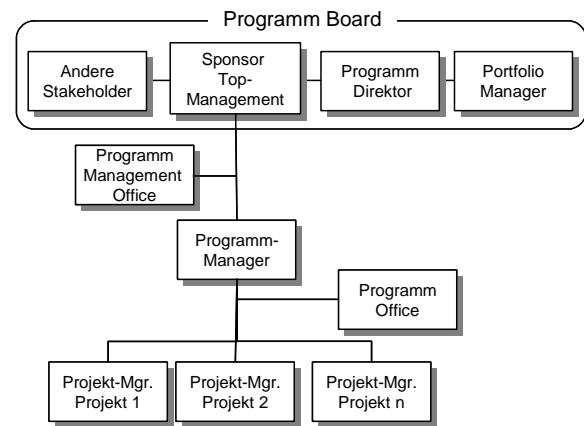 Programm Board
Andere
Stakeholder
Sponsor
Top-
Management
Programm
Direktor
Portfolio
Manager
Programm
Management
Office
Programm-
Manager
Programm
Office
Projekt-Mgr.
Projekt 1
Projekt-Mgr.
Projekt 2
Projekt-Mgr.
Projekt n